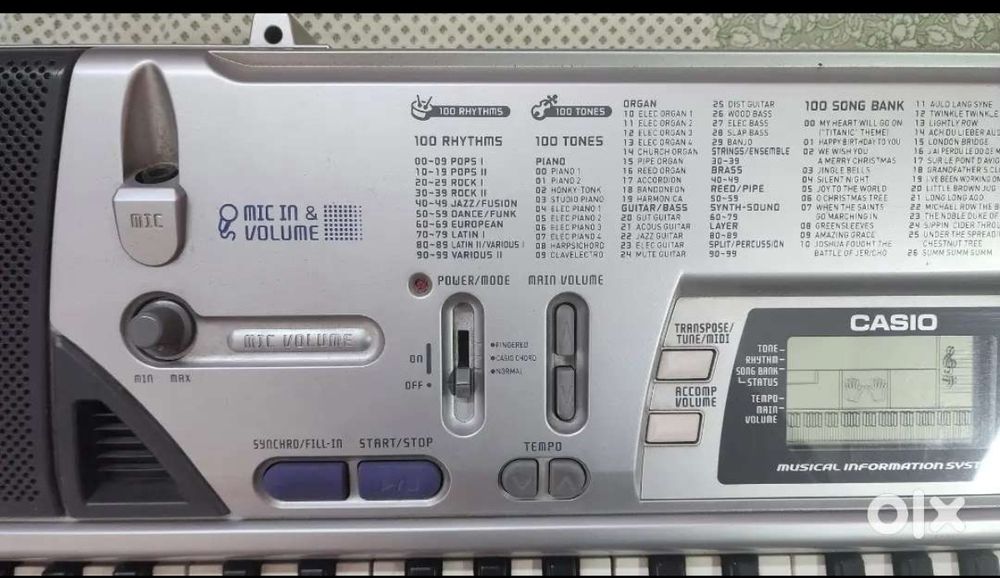 100 RHYTHMS
100 RHYTHMS
00-09 POPS I
10-19 POPS II
20-29 ROCK I
30-39 ROCK II
40-49 JAZZ/FUSION
50-59 DANCE/FUNK
60-69 EUROPEAN
70-79 LATIN I
80-89 LATIN II/VARIOUS I
90-99 VARIOUS II
100 TONES
100 TONES
PIANO
00 PIANO 1
01 PIANO 2
02 HONKY-TONK
03 STUDIO PIANO
04 ELEC PIANO 1
05 ELEC PIANO 2
06 ELEC PIANO 3
07 ELEC PIANO 4
08 HARPSICHORD
09 CLAVELECTRO
ORGAN
10 ELEC ORGAN 1
11 ELEC ORGAN 2
12 ELEC ORGAN 3
13 ELEC ORGAN 4
14 CHURCH ORGAN
15 PIPE ORGAN
16 REED ORGAN
17 ACCORDION
18 BANDONEON
19 HARMONICA
GUITAR/BASS
20 GUT GUITAR
21 ACOUS GUITAR
22 JAZZ GUITAR
23 ELEC GUITAR
24 MUTE GUITAR
25 DIST GUITAR
26 WOOD BASS
27 ELEC BASS
28 SLAP BASS
29 BANJO
STRINGS/ENSEMBLE
30-39
BRASS
40-49
REED/PIPE
50-59
SYNTH-SOUND
60-79
LAYER
80-89
SPLIT/PERCUSSION
90-99
100 SONG BANK
00 MY HEART WILL GO ON
("TITANIC" THEME)
01 HAPPY BIRTHDAY TO YOU
02 WE WISH YOU
A MERRY CHRISTMAS
03 JINGLE BELLS
04 SILENT NIGHT
05 JOY TO THE WORLD
06 O CHRISTMAS TREE
07 WHEN THE SAINTS
GO MARCHING IN
08 GREENSLEEVES
09 AMAZING GRACE
10 JOSHUA FOUGHT THE
BATTLE OF JERICHO
11 AULD LANG SYNE
12 TWINKLE TWINKLE
13 LIGHTLY ROW
14 ACH DU LIEBER AU
15 LONDON BRIDGE
16 J'AI PERDU LE DO DE M
17 SUR LE PONT D'AVIG
18 GRANDFATHER'S CL
19 I'VE BEEN WORKING ON
20 LITTLE BROWN JUG
21 LONG LONG AGO
22 MICHAEL ROW THE B
23 THE NOBLE DUKE OF
24 SIPPIN' CIDER THROUG
25 UNDER THE SPREADI
CHESTNUT TREE
26 SUMM SUMM SUMM
MIC
MIC IN &
VOLUME
MIC VOLUME
MIN MAX
POWER/MODE
ON
OFF
FINGERED
CASIO CHORD
NORMAL
MAIN VOLUME
SYNCHRO/FILL-IN
START/STOP
TEMPO
TRANSPOSE/
TUNE/MIDI
ACCOMP
VOLUME
CASIO
TONE
RHYTHM
SONG BANK
STATUS
TEMPO
MAIN
VOLUME
MUSICAL INFORMATION SYST
olx